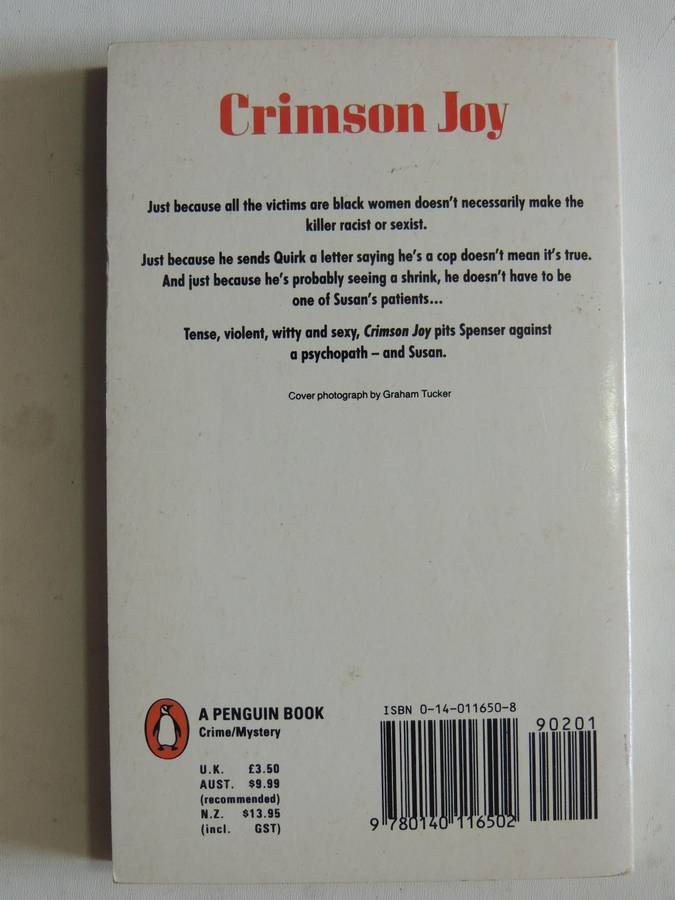 Crimson Joy
Just because all the victims are black women doesn't necessarily make the
killer racist or sexist.
Just because he sends Quirk a letter saying he's a cop doesn't mean it's true.
And just because he's probably seeing a shrink, he doesn't have to be
one of Susan's patients...
Tense, violent, witty and sexy, Crimson Joy pits Spenser against
a psychopath – and Susan.
Cover photograph by Graham Tucker
A PENGUIN BOOK
Crime/Mystery
U.K. £3.50
AUST. $9.99
(recommended)
N.Z. $13.95
(incl. GST)
ISBN 0-14-011650-8
90201
9 780140 116502